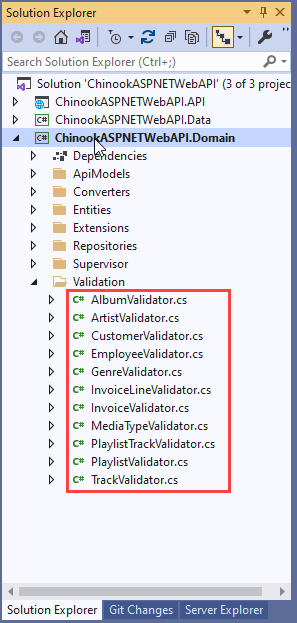 Solution Explorer
Search Solution Explorer (Ctrl+;)
Solution 'ChinookASPNETWebAPI' (3 of 3 projec
ChinookASPNETWebAPI.API
C# ChinookASPNETWebAPI.Data
C# ChinookASPNETWebAPI.Domain
Dependencies
ApiModels
Converters
Entities
Extensions
Repositories
Supervisor
Validation
C# AlbumValidator.cs
C# ArtistValidator.cs
C# CustomerValidator.cs
C# EmployeeValidator.cs
C# GenreValidator.cs
C# InvoiceLineValidator.cs
C# InvoiceValidator.cs
C# MediaTypeValidator.cs
C# PlaylistTrackValidator.cs
C# PlaylistValidator.cs
C# TrackValidator.cs
Solution Explorer Git Changes Server Explorer